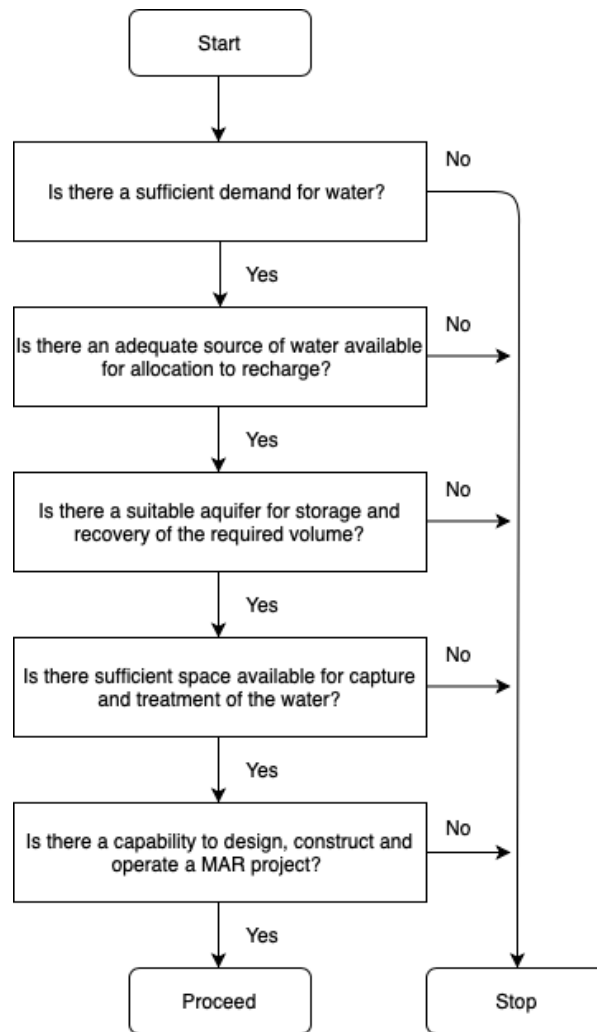 Start
No
Is there a sufficient demand for water?
Yes
No
Is there an adequate source of water available
for allocation to recharge?
Yes
No
Is there a suitable aquifer for storage and
recovery of the required volume?
Yes
No
Is there sufficient space available for capture
and treatment of the water?
Yes
No
Is there a capability to design, construct and
operate a MAR project?
Yes
Proceed
Stop